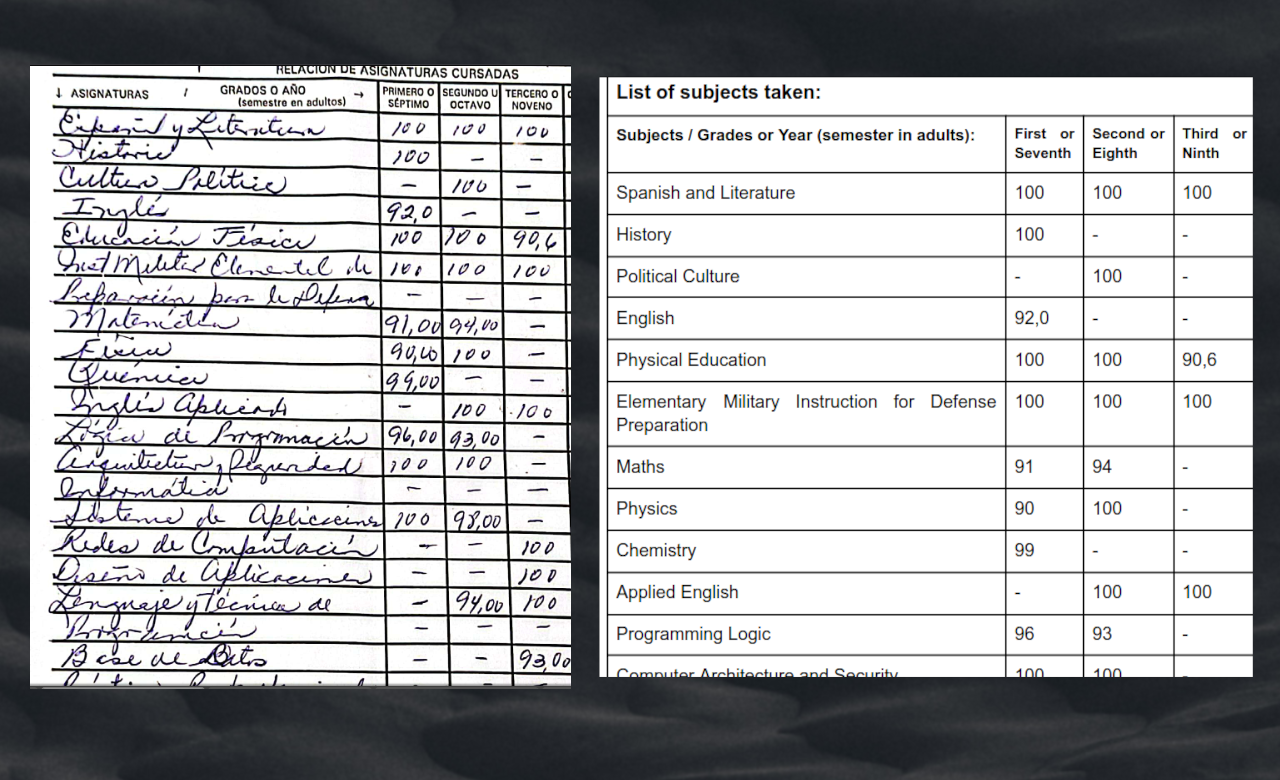 RELACIÓN DE ASIGNATURAS CURSADAS
↓ ASIGNATURAS / GRADOS O AÑO (semestre en adultos) → PRIMERO O SÉPTIMO SEGUNDO U OCTAVO TERCERO O NOVENO
Español y Literatura 100 100 100
Historia 100 - -
Cultura Política - 100 -
Inglés 92,0 - -
Educación Física 100 100 90,6
Inst Militar Elemental de 100 100 100
Preparación para la Defensa - - -
Matemática 91,00 94,00 -
Física 90,00 100 -
Química 99,00 - -
Inglés Aplicado - 100 100
Lógica de Programación 96,00 93,00 -
Arquitectura y Seguridad 100 100 -
Informática - - -
Sistema de Aplicaciones 100 98,00 -
Redes de Computación - - 100
Diseño de Aplicaciones - - 100
Lenguaje y Técnica de - 94,00 100
Programación - - -
Base de Datos - - 93,00
List of subjects taken:
Subjects / Grades or Year (semester in adults): First or Seventh Second or Eighth Third or Ninth
Spanish and Literature 100 100 100
History 100 - -
Political Culture - 100 -
English 92,0 - -
Physical Education 100 100 90,6
Elementary Military Instruction for Defense 100 100 100
Preparation
Maths 91 94 -
Physics 90 100 -
Chemistry 99 - -
Applied English - 100 100
Programming Logic 96 93 -
Computer Architecture and Security 100 100 -